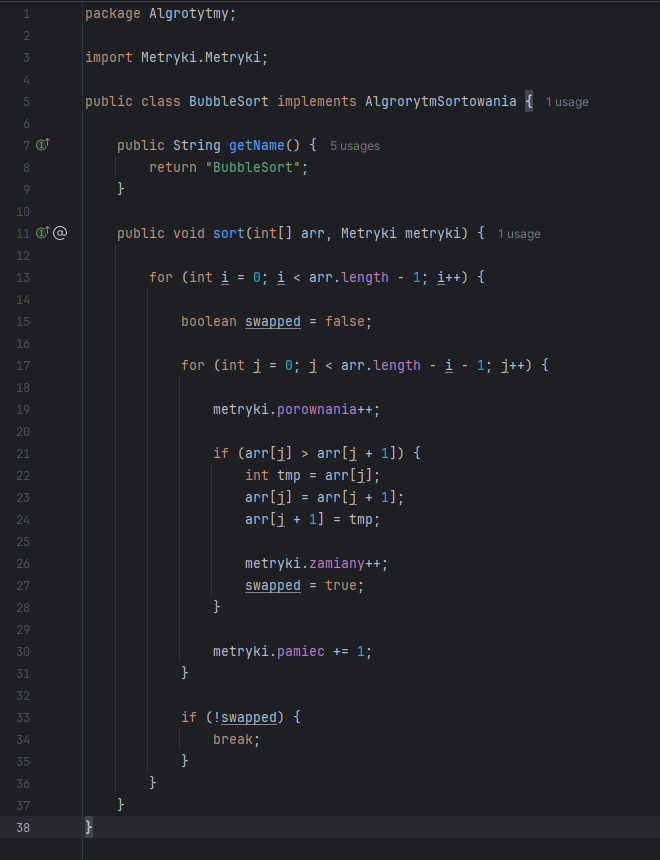 1 package Algrotytmy;
2
3 import Metryki.Metryki;
4
5 public class BubbleSort implements AlgrorytmSortowania { 1 usage
6
7 public String getName() { 5 usages
8 return "BubbleSort";
9 }
10
11 @ public void sort(int[] arr, Metryki metryki) { 1 usage
12
13 for (int i = 0; i < arr.length - 1; i++) {
14
15 boolean swapped = false;
16
17 for (int j = 0; j < arr.length - i - 1; j++) {
18
19 metryki.porownania++;
20
21 if (arr[j] > arr[j + 1]) {
22 int tmp = arr[j];
23 arr[j] = arr[j + 1];
24 arr[j + 1] = tmp;
25
26 metryki.zamiany++;
27 swapped = true;
28 }
29
30 metryki.pamiec += 1;
31 }
32
33 if (!swapped) {
34 break;
35 }
36 }
37 }
38 }